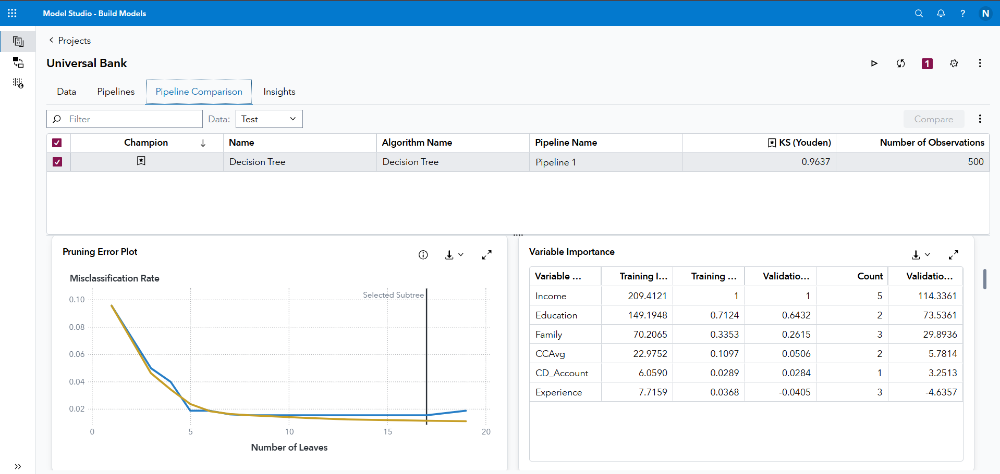 Model Studio - Build Models
?
N
Projects
Universal Bank
1
Data
Pipelines
Pipeline Comparison
Insights
Filter
Data:
Test
Compare
Champion
Name
Algorithm Name
Pipeline Name
KS (Youden)
Number of Observations
Decision Tree
Decision Tree
Pipeline 1
0.9637
500
Pruning Error Plot
Misclassification Rate
Selected Subtree
0.10
0.08
0.06
0.04
0.02
0
5
10
15
20
Number of Leaves
Variable Importance
Variable ...
Training I...
Training ...
Validatio...
Count
Validatio...
Income
209.4121
1
1
5
114.3361
Education
149.1948
0.7124
0.6432
2
73.5361
Family
70.2065
0.3353
0.2615
3
29.8936
CCAvg
22.9752
0.1097
0.0506
2
5.7814
CD_Account
6.0590
0.0289
0.0284
1
3.2513
Experience
7.7159
0.0368
-0.0405
3
-4.6357